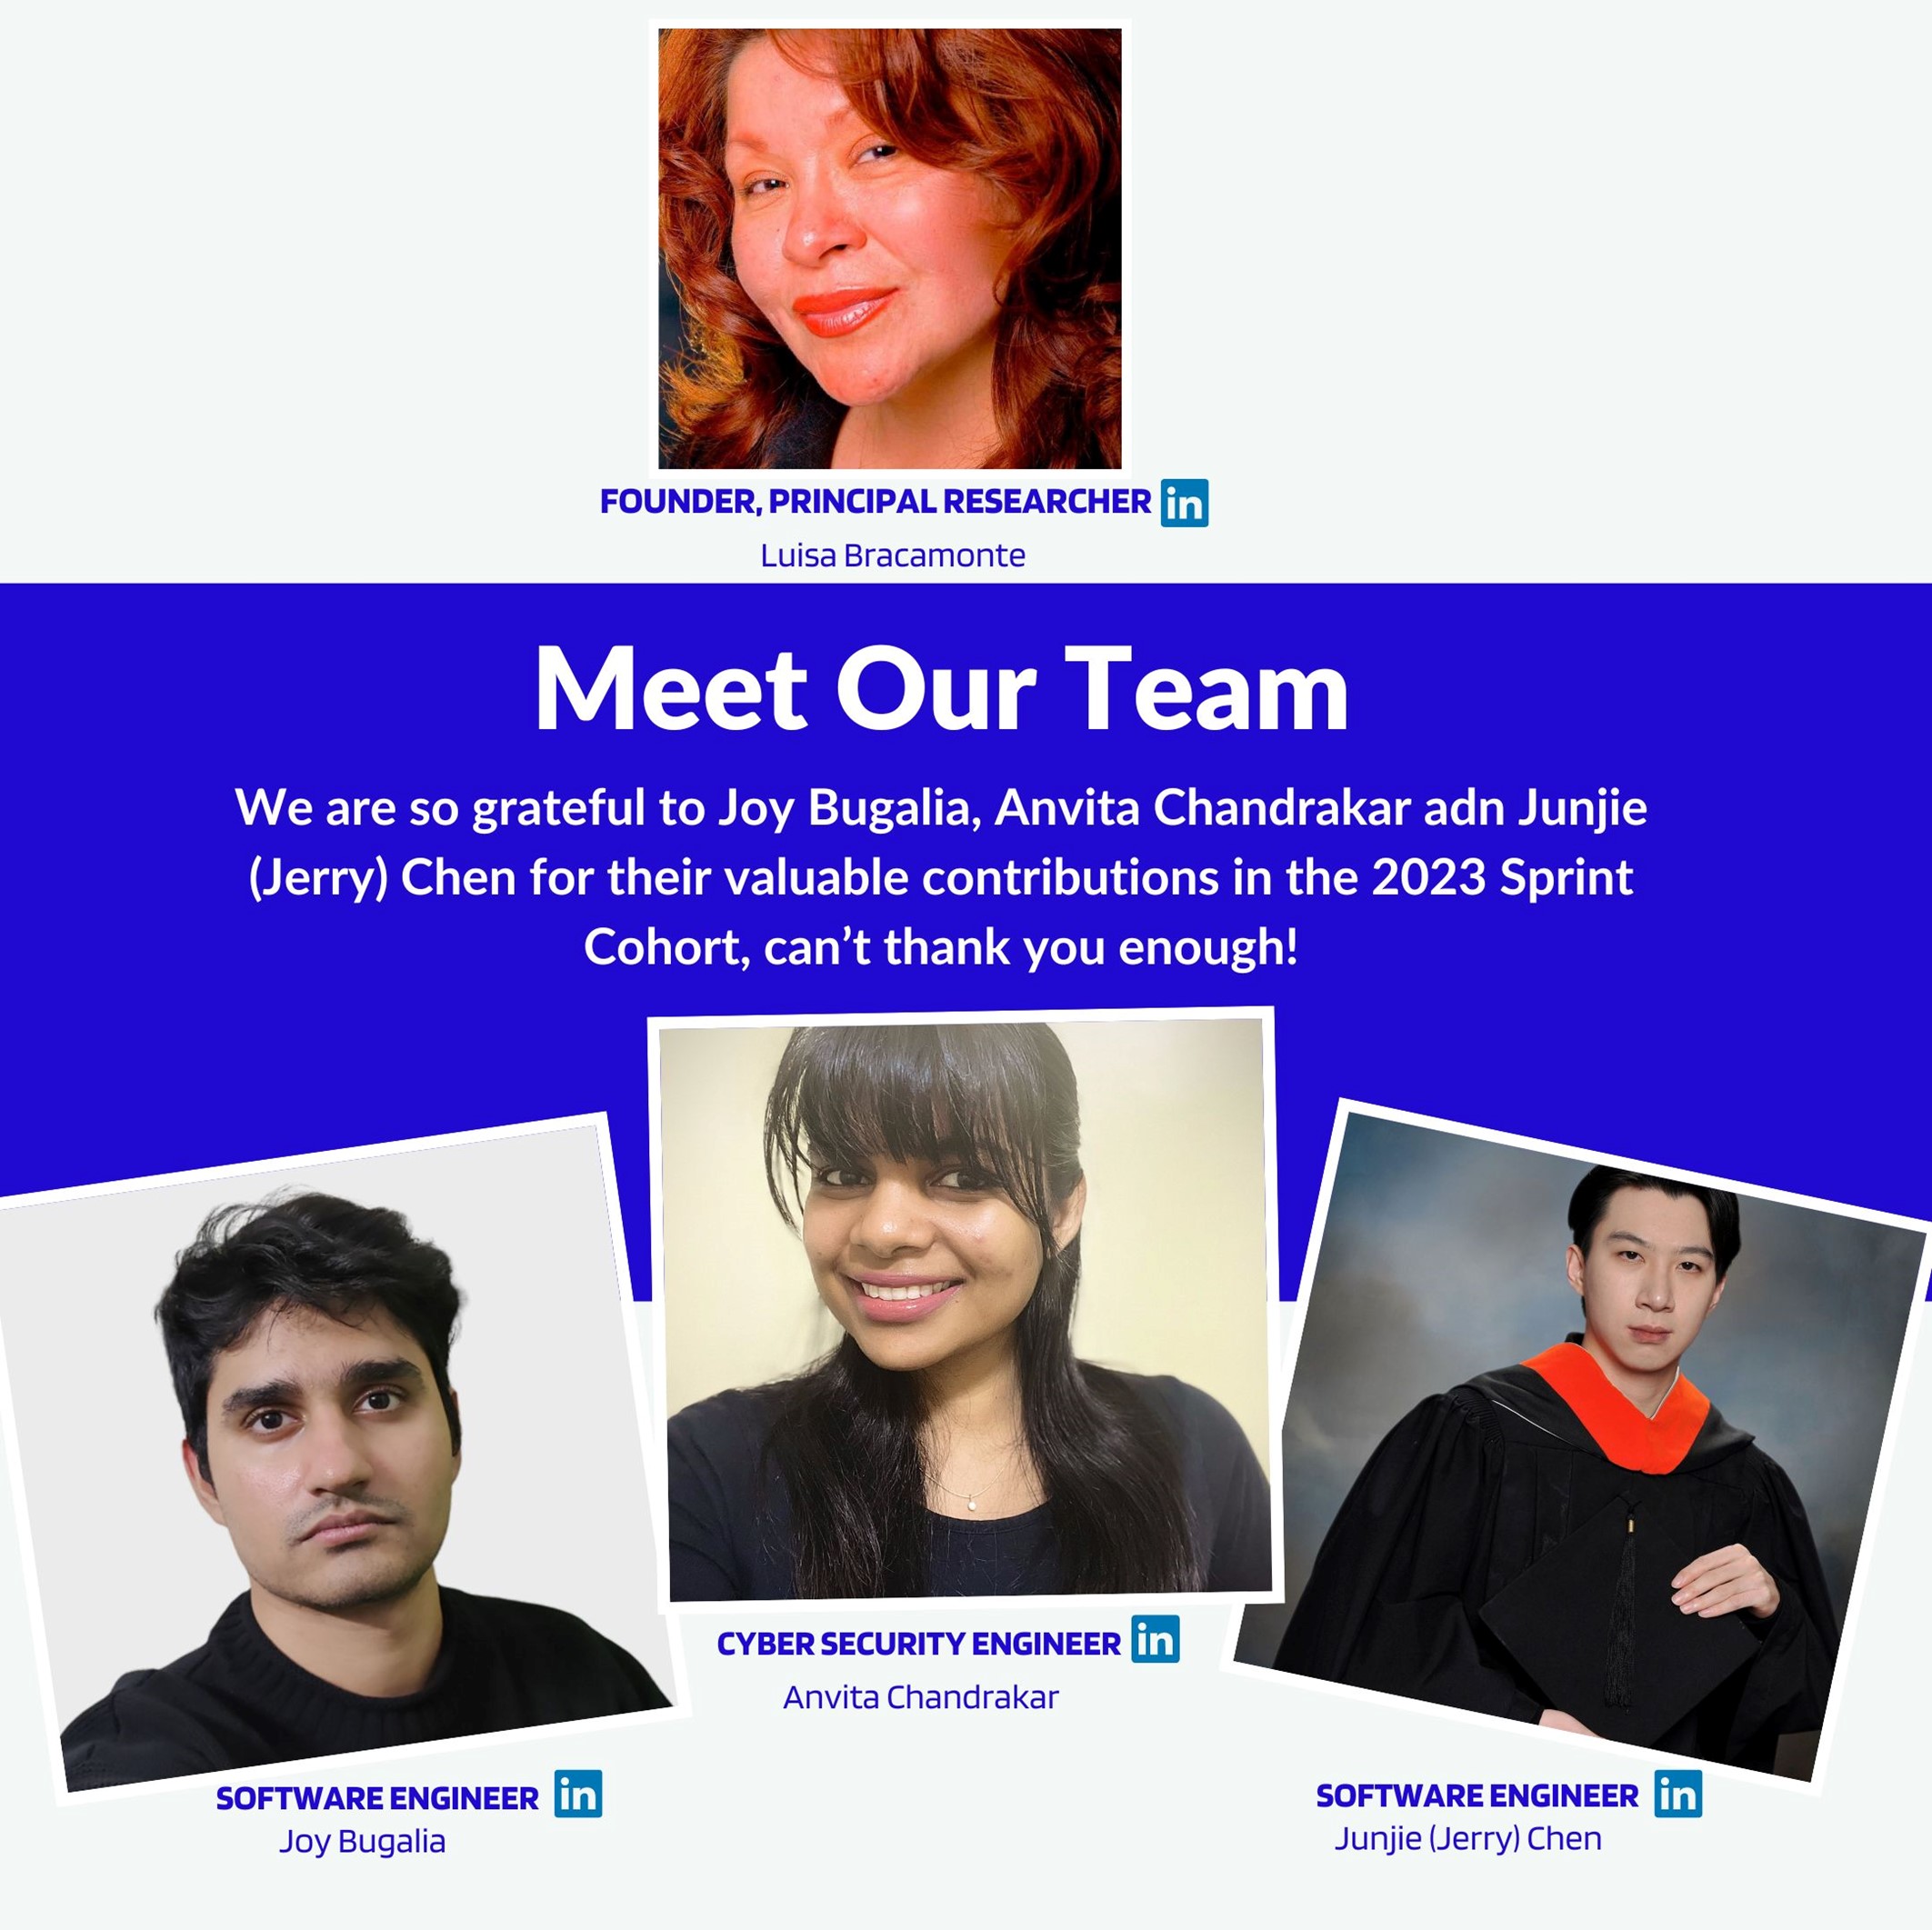 FOUNDER, PRINCIPAL RESEARCHER in
Luisa Bracamonte
Meet Our Team
We are so grateful to Joy Bugalia, Anvita Chandrakar adn Junjie
(Jerry) Chen for their valuable contributions in the 2023 Sprint
Cohort, can’t thank you enough!
CYBER SECURITY ENGINEER in
Anvita Chandrakar
SOFTWARE ENGINEER in
Joy Bugalia
SOFTWARE ENGINEER in
Junjie (Jerry) Chen